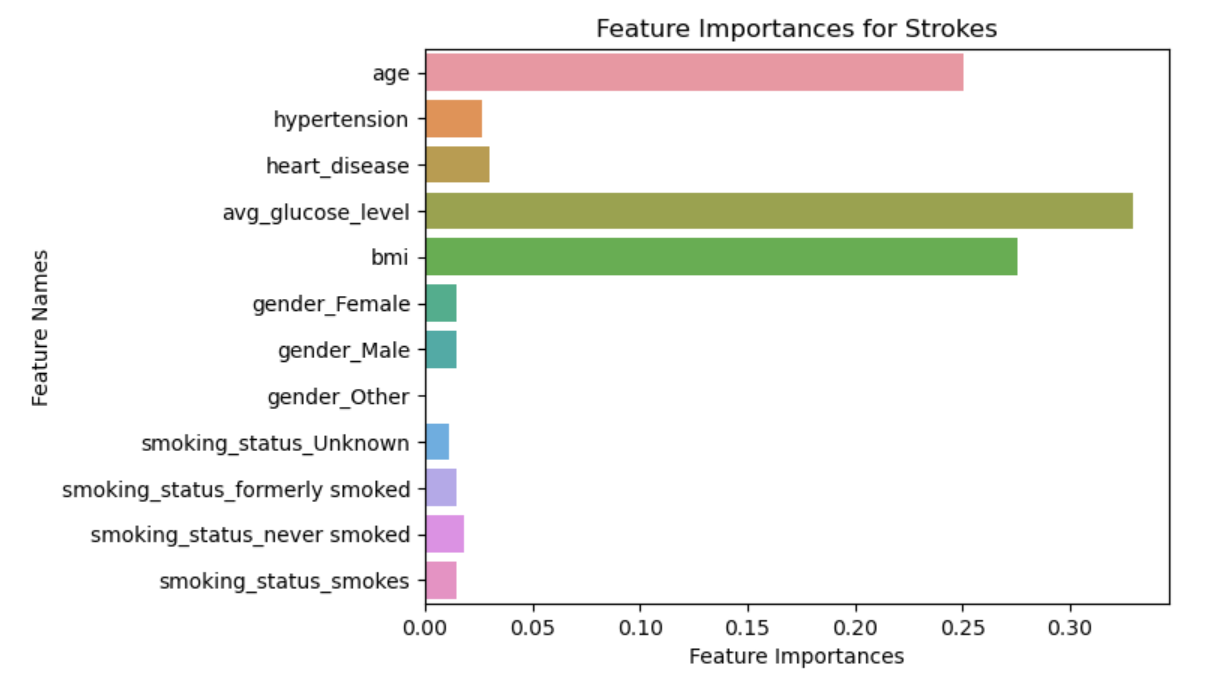 Feature Importances for Strokes
Feature Names
age
hypertension
heart_disease
avg_glucose_level
bmi
gender_Female
gender_Male
gender_Other
smoking_status_Unknown
smoking_status_formerly smoked
smoking_status_never smoked
smoking_status_smokes
0.00 0.05 0.10 0.15 0.20 0.25 0.30
Feature Importances